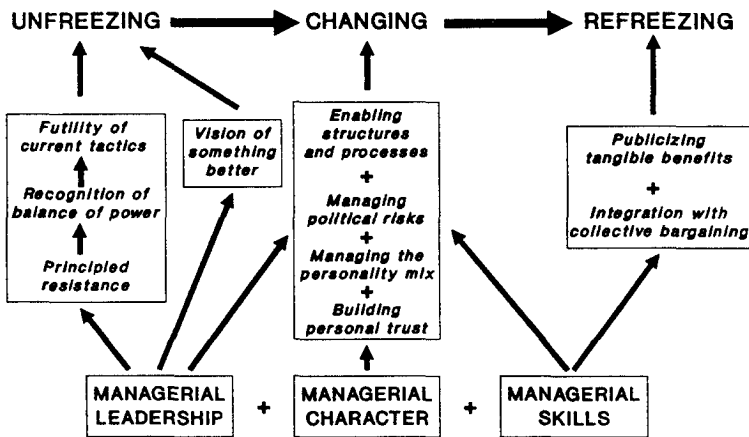 UNFREEZING
CHANGING
REFREEZING
Futility of
current tactics
Recognition of
balance of power
Principled
resistance
Vision of
something
better
Enabling
structures
and processes
+
Managing
political risks
+
Managing the
personality mix
+
Building
personal trust
Publicizing
tangible benefits
+
Integration with
collective bargaining
MANAGERIAL
LEADERSHIP
+
MANAGERIAL
CHARACTER
+
MANAGERIAL
SKILLS